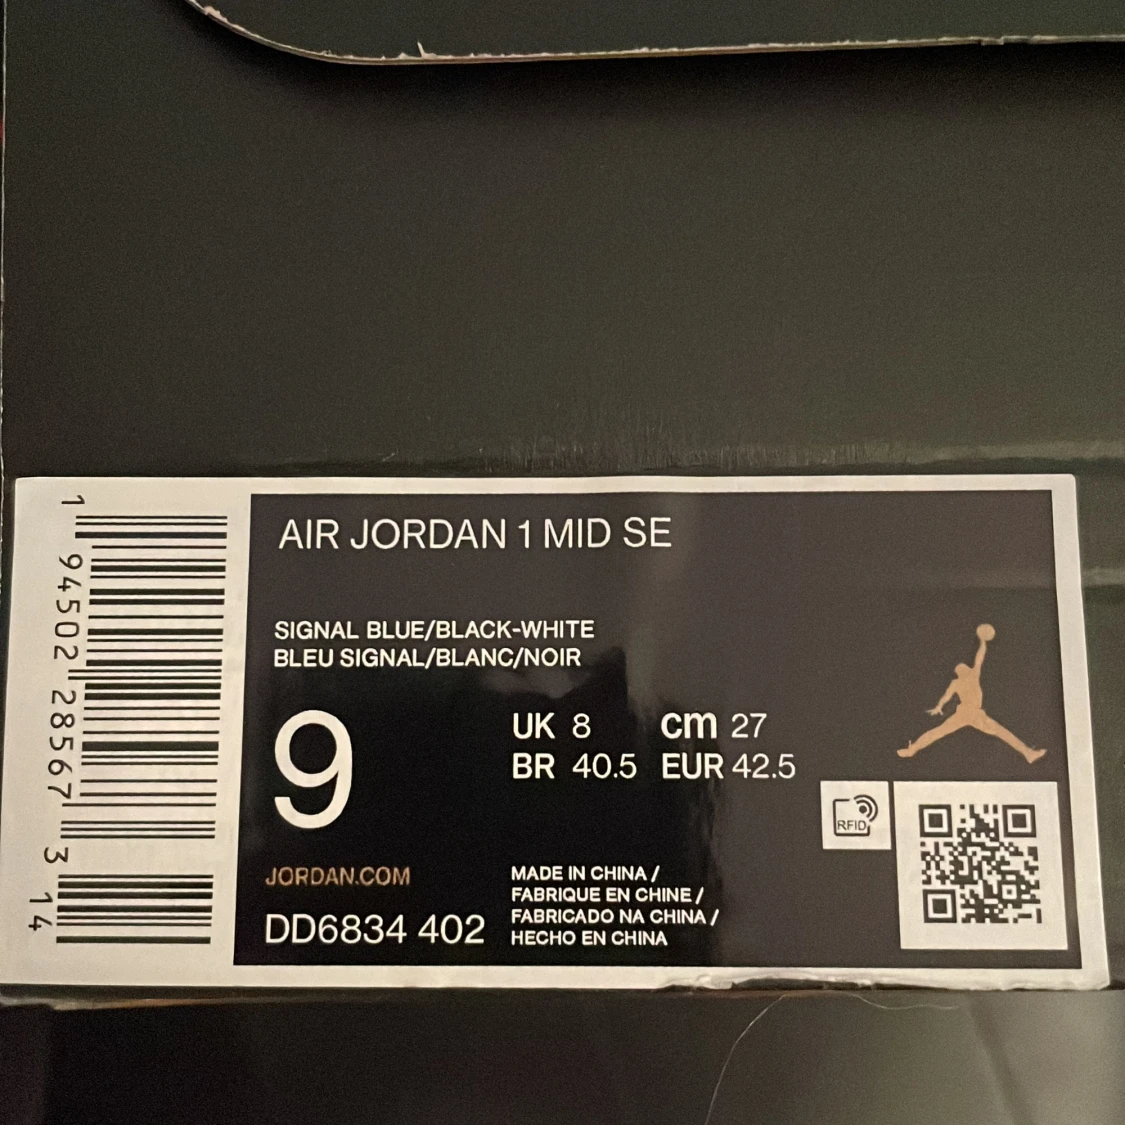 AIR JORDAN 1 MID SE
SIGNAL BLUE/BLACK-WHITE
BLEU SIGNAL/BLANC/NOIR
9
UK 8 cm 27
BR 40.5 EUR 42.5
RFID
JORDAN.COM
DD6834 402
MADE IN CHINA /
FABRIQUE EN CHINE /
FABRICADO NA CHINA /
HECHO EN CHINA
1 94502 28567 3 14